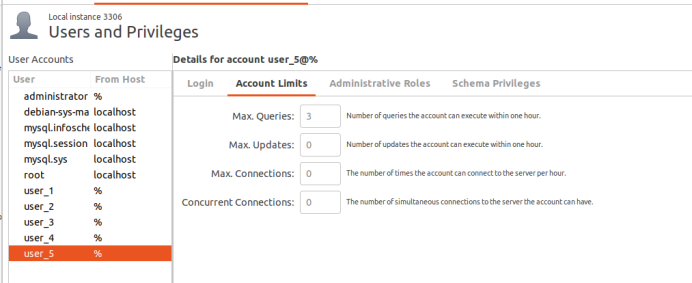 Local instance 3306
Users and Privileges
User Accounts
User From Host
administrator %
debian-sys-ma localhost
mysql.infosche localhost
mysql.session localhost
mysql.sys localhost
root localhost
user_1 %
user_2 %
user_3 %
user_4 %
user_5 %
Details for account user_5@%
Login Account Limits Administrative Roles Schema Privileges
Max. Queries: 3 Number of queries the account can execute within one hour.
Max. Updates: 0 Number of updates the account can execute within one hour.
Max. Connections: 0 The number of times the account can connect to the server per hour.
Concurrent Connections: 0 The number of simultaneous connections to the server the account can have.